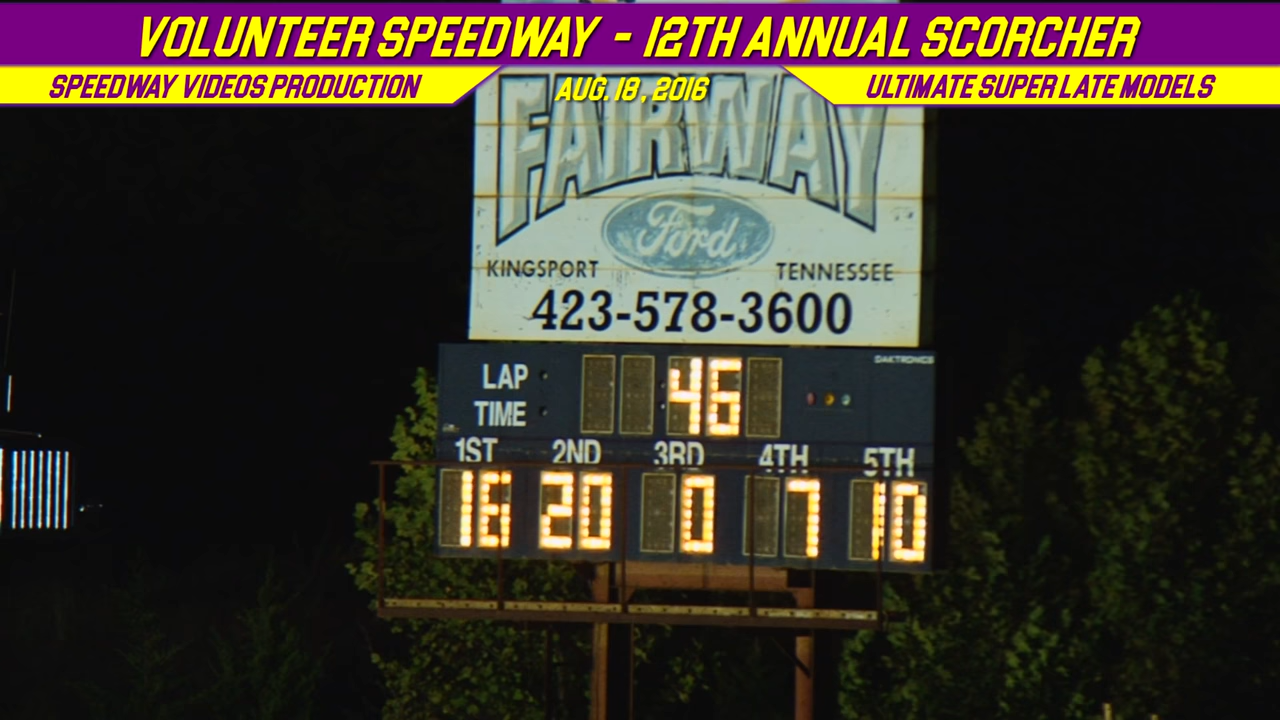 VOLUNTEER SPEEDWAY - 12TH ANNUAL SCORCHER
SPEEDWAY VIDEOS PRODUCTION
AUG. 18, 2016
ULTIMATE SUPER LATE MODELS
FAIRWAY
Ford
KINGSPORT TENNESSEE
423-578-3600
DAKTRONICS
LAP
TIME
46
1ST 2ND 3RD 4TH 5TH
16 20 0 7 10